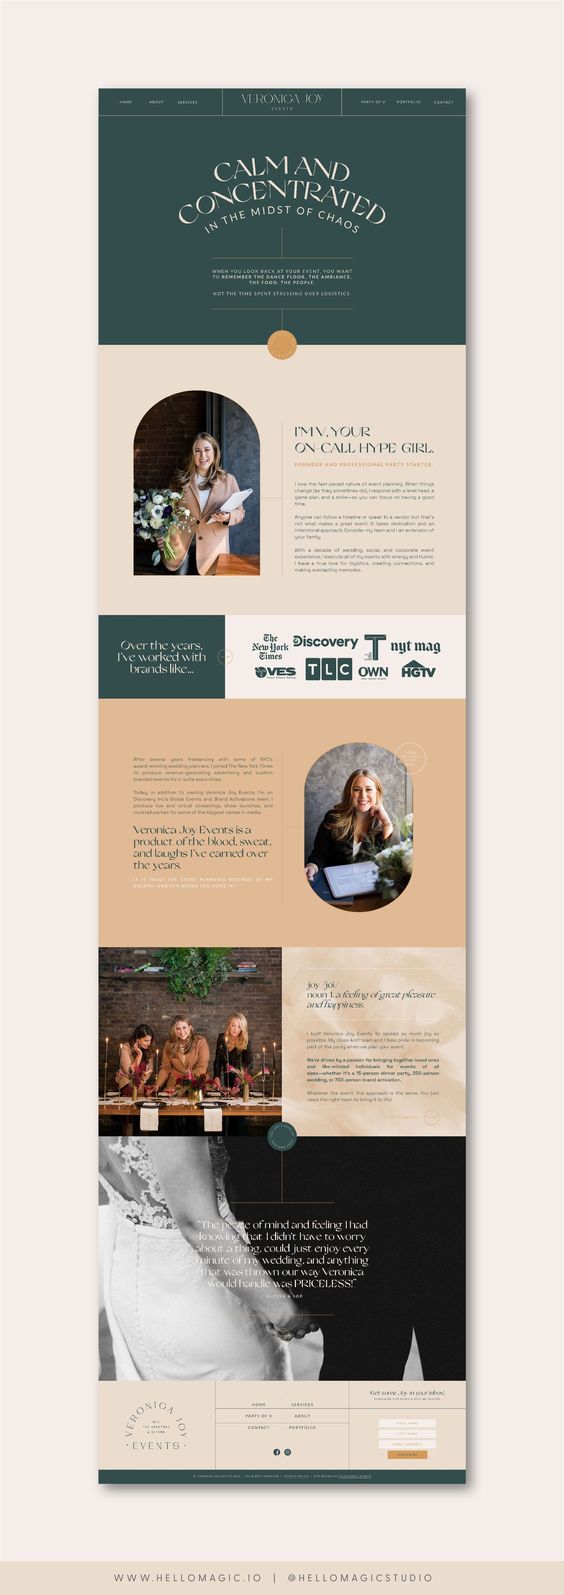 HOME ABOUT SERVICES
VERONICA JOY
EVENTS
PARTY OF V PORTFOLIO CONTACT
CALM AND
CONCENTRATED
IN THE MIDST OF CHAOS
WHEN YOU LOOK BACK AT YOUR EVENT, YOU WANT
TO REMEMBER THE DANCE FLOOR, THE AMBIANCE,
THE FOOD, THE PEOPLE.
NOT THE TIME SPENT STRESSING OVER LOGISTICS.
I'M V, YOUR
ON-CALL HYPE GIRL.
FOUNDER AND PROFESSIONAL PARTY STARTER.
I love the fast-paced nature of event planning. When things
change (as they sometimes do), I respond with a level head, a
game plan, and a smile—so you can focus on having a good
time.
Anyone can follow a timeline or speak to a vendor but that's
not what makes a great event. It takes dedication and an
intentional approach. Consider my team and I an extension of
your family.
With a decade of wedding, social, and corporate event
experience, I execute all of my events with energy and humor.
I have a true love for logistics, creating connections, and
making everlasting memories.
Over the years,
I've worked with
brands like...
The
New York
Times
Discovery
T
nyt mag
VES
TLC
OWN
HGTV
After several years freelancing with some of NYC's
award-winning wedding planners, I joined The New York Times
to produce revenue-generating advertising and custom
branded events for c-suite executives.
Today, in addition to owning Veronica Joy Events, I'm on
Discovery Inc's Global Events and Brand Activations team. I
produce live and virtual screenings, show launches, and
cocktail parties for some of the biggest names in media.
Veronica Joy Events is a
product of the blood, sweat,
and laughs I've earned over
the years.
IT IS TRULY THE EVENT PLANNING BUSINESS OF MY
DREAMS—AND IT'S WHERE YOU COME IN!
joy /joi/
noun 1. a feeling of great pleasure
and happiness.
I built Veronica Joy Events to spread as much joy as
possible. My close-knit team and I take pride in becoming
part of the party when we plan your event.
We're driven by a passion for bringing together loved ones
and like-minded individuals for events of all
sizes—whether it's a 15-person dinner party, 250-person
wedding, or 700-person brand activation.
Whatever the event, the approach is the same. You just
need the right team to bring it to life!
GET STARTED
"The peace of mind and feeling I had
knowing that I didn't have to worry
about a thing, could just enjoy every
minute of my wedding, and anything
that was thrown our way Veronica
would handle was PRICELESS!"
—ALYSSA & JOE
VERONICA JOY
NYC
THE HAMPTONS
& BEYOND
EVENTS
HOME SERVICES
PARTY OF V ABOUT
CONTACT PORTFOLIO
Get some Joy in your inbox!
FIRST NAME
LAST NAME
EMAIL ADDRESS
SUBSCRIBE
WWW.HELLOMAGIC.IO | @HELLOMAGICSTUDIO